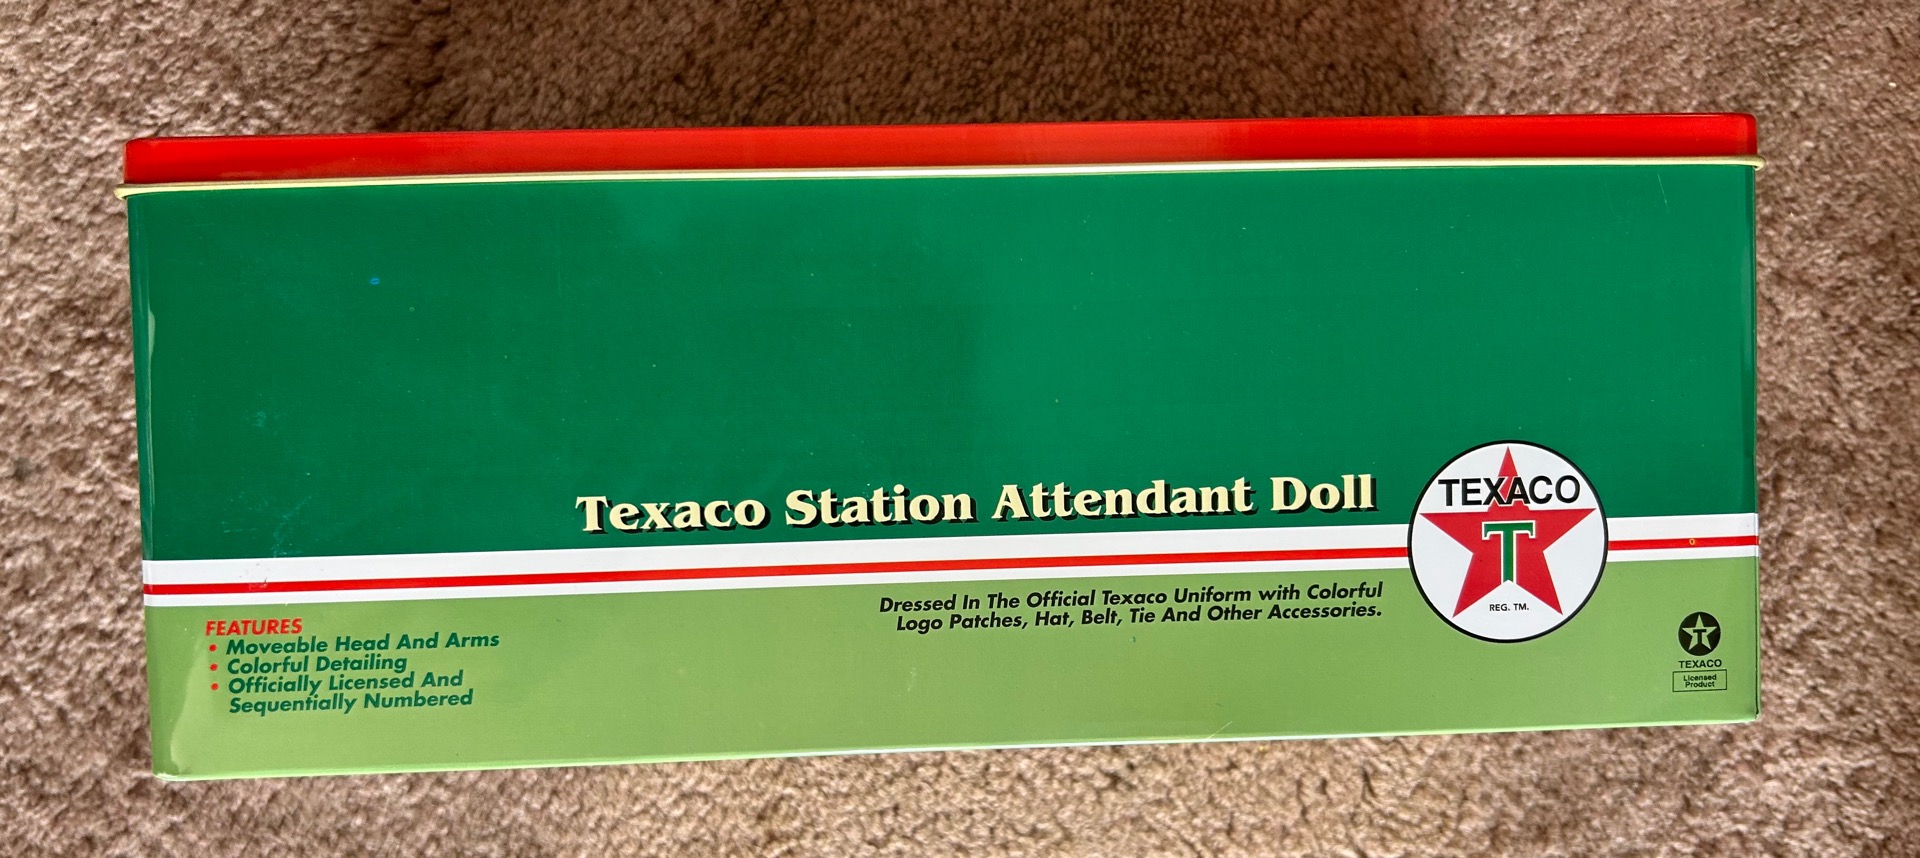 Texaco Station Attendant Doll
TEXACO
T
REG. TM.
Dressed In The Official Texaco Uniform with Colorful
Logo Patches, Hat, Belt, Tie And Other Accessories.
FEATURES
• Moveable Head And Arms
• Colorful Detailing
• Officially Licensed And
Sequentially Numbered
T
TEXACO
Licensed
Product